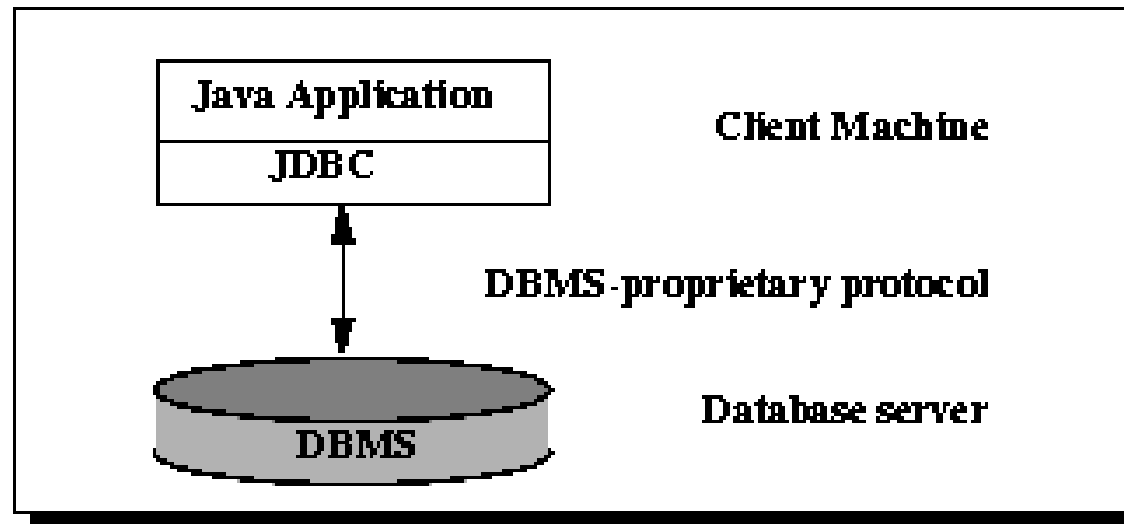 Java Application
Client Machine
JDBC
DBMS-proprietary protocol
Database server
DBMS